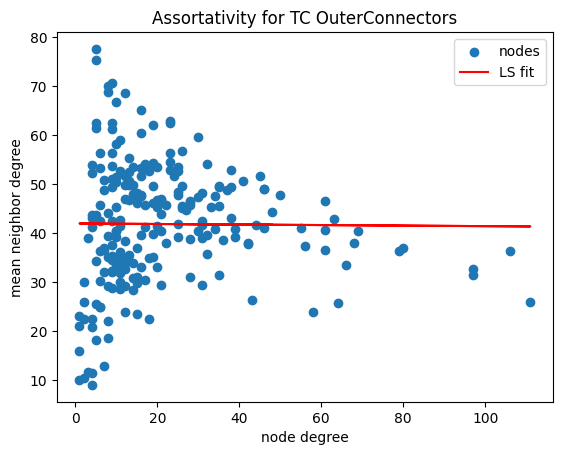 Assortativity for TC OuterConnectors
80
70
60
50
40
30
20
10
mean neighbor degree
nodes
LS fit
0 20 40 60 80 100
node degree